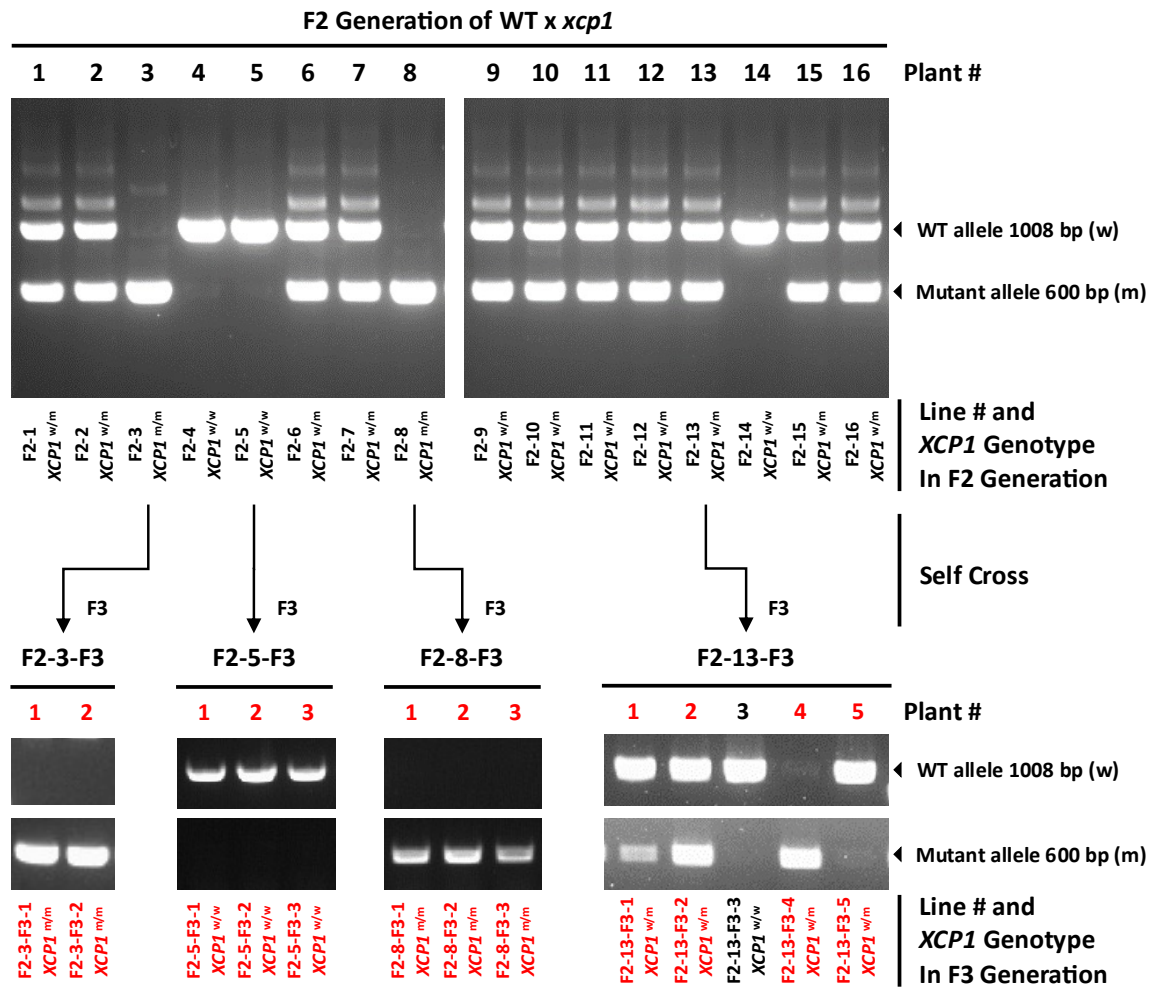 F2 Generation of WT x xcp1
1 2 3 4 5 6 7 8 9 10 11 12 13 14 15 16 Plant #
WT allele 1008 bp (w)
Mutant allele 600 bp (m)
F2-1
XCP1 w/m
F2-2
XCP1 w/m
F2-3
XCP1 m/m
F2-4
XCP1 w/w
F2-5
XCP1 w/w
F2-6
XCP1 w/m
F2-7
XCP1 w/m
F2-8
XCP1 m/m
F2-9
XCP1 w/m
F2-10
XCP1 w/m
F2-11
XCP1 w/m
F2-12
XCP1 w/m
F2-13
XCP1 w/m
F2-14
XCP1 w/w
F2-15
XCP1 w/m
F2-16
XCP1 w/m
Line # and
XCP1 Genotype
In F2 Generation
Self Cross
F3 F3 F3 F3
F2-3-F3 F2-5-F3 F2-8-F3 F2-13-F3
1 2 1 2 3 1 2 3 1 2 3 4 5 Plant #
WT allele 1008 bp (w)
Mutant allele 600 bp (m)
F2-3-F3-1
XCP1 m/m
F2-3-F3-2
XCP1 m/m
F2-5-F3-1
XCP1 w/w
F2-5-F3-2
XCP1 w/w
F2-5-F3-3
XCP1 w/w
F2-8-F3-1
XCP1 m/m
F2-8-F3-2
XCP1 m/m
F2-8-F3-3
XCP1 m/m
F2-13-F3-1
XCP1 w/m
F2-13-F3-2
XCP1 w/m
F2-13-F3-3
XCP1 w/w
F2-13-F3-4
XCP1 w/m
F2-13-F3-5
XCP1 w/m
Line # and
XCP1 Genotype
In F3 Generation